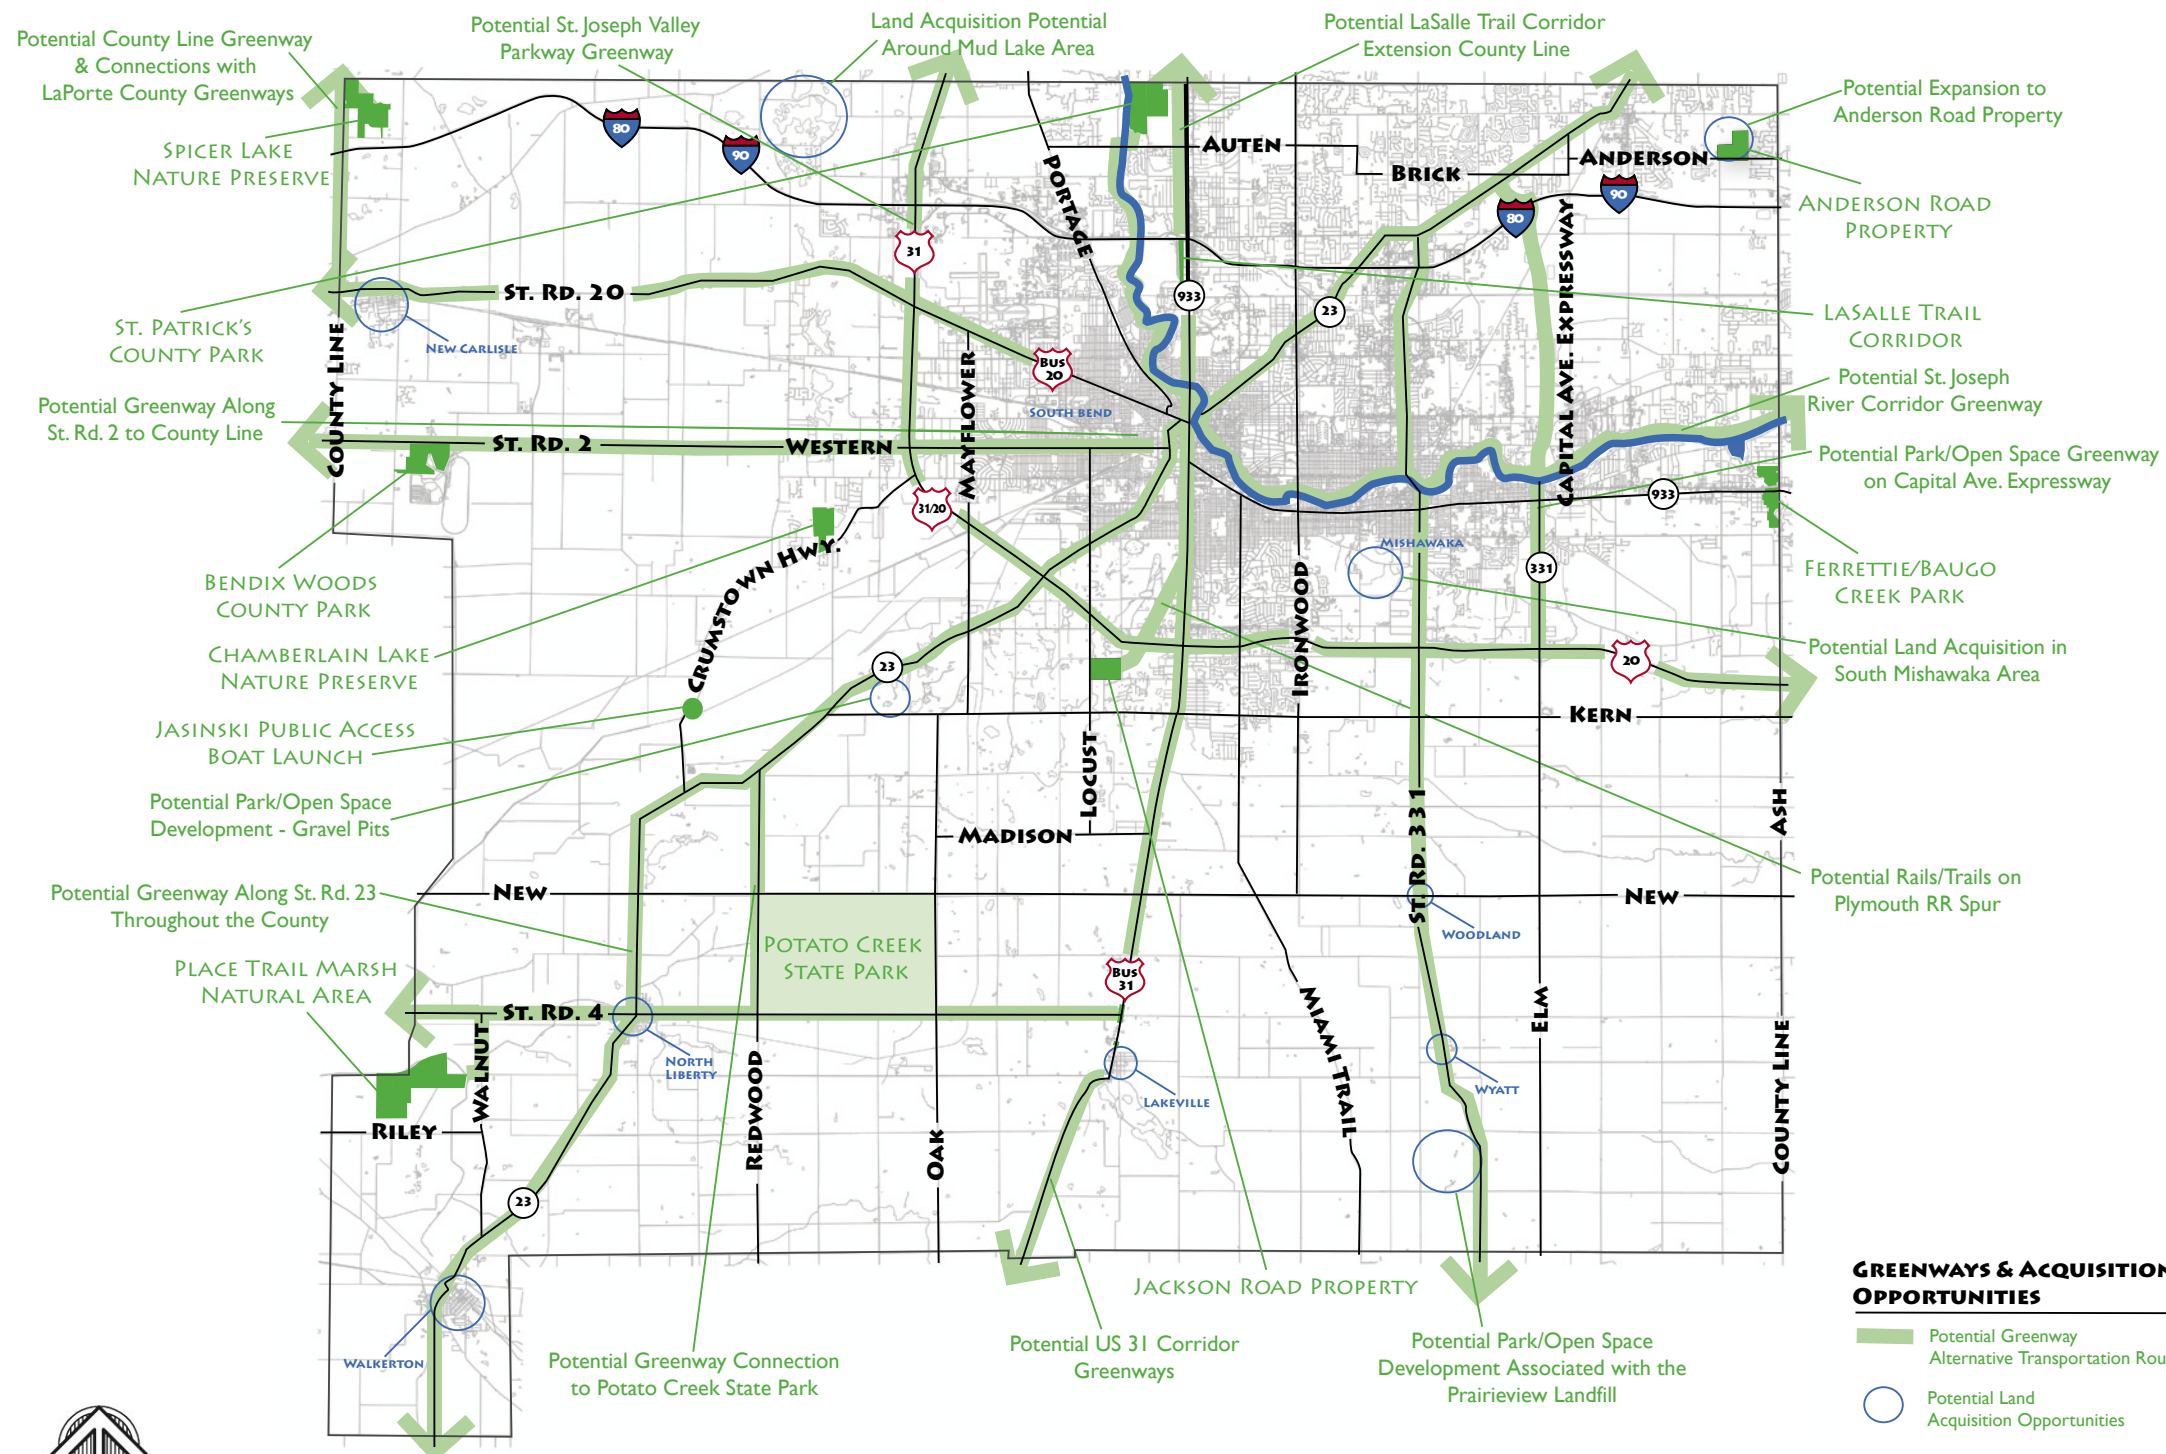 Potential County Line Greenway
& Connections with
LaPorte County Greenways
Potential St. Joseph Valley
Parkway Greenway
Land Acquisition Potential
Around Mud Lake Area
Potential LaSalle Trail Corridor
Extension County Line
Potential Expansion to
Anderson Road Property
Spicer Lake
Nature Preserve
80
90
Portage
Auten
Brick
Anderson
80
90
Anderson Road
Property
31
St. Rd. 20
933
23
Capital Ave. Expressway
St. Patrick's
County Park
County Line
New Carlisle
Mayflower
Bus
20
South Bend
LaSalle Trail
Corridor
Potential St. Joseph
River Corridor Greenway
Potential Greenway Along
St. Rd. 2 to County Line
St. Rd. 2
Western
Potential Park/Open Space Greenway
on Capital Ave. Expressway
31/20
933
Mishawaka
331
Bendix Woods
County Park
Crumstown Hwy.
Ironwood
Ferrettie/Baugo
Creek Park
Chamberlain Lake
Nature Preserve
23
20
Potential Land Acquisition in
South Mishawaka Area
Jasinski Public Access
Boat Launch
Kern
Locust
Potential Park/Open Space
Development - Gravel Pits
Madison
St. Rd. 331
Ash
Potential Greenway Along St. Rd. 23
Throughout the County
New
New
Potential Rails/Trails on
Plymouth RR Spur
Potato Creek
State Park
Woodland
Place Trail Marsh
Natural Area
Bus
31
St. Rd. 4
Walnut
North
Liberty
Redwood
Oak
Lakeville
Miami Trail
Wyatt
Elm
County Line
Riley
23
Jackson Road Property
Walkerton
Potential Greenway Connection
to Potato Creek State Park
Potential US 31 Corridor
Greenways
Potential Park/Open Space
Development Associated with the
Prairieview Landfill
Greenways & Acquisition
Opportunities
Potential Greenway
Alternative Transportation Rou
Potential Land
Acquisition Opportunities